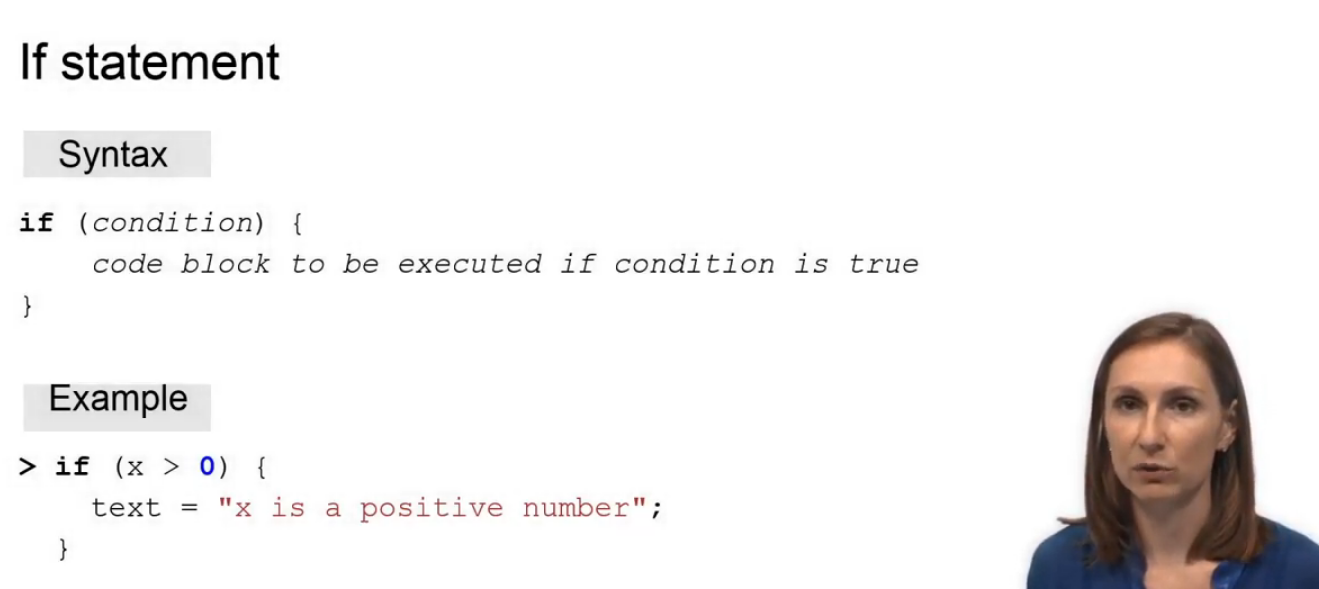 If statement
Syntax
if (condition) {
code block to be executed if condition is true
}
Example
> if (x > 0) {
text = "x is a positive number";
}